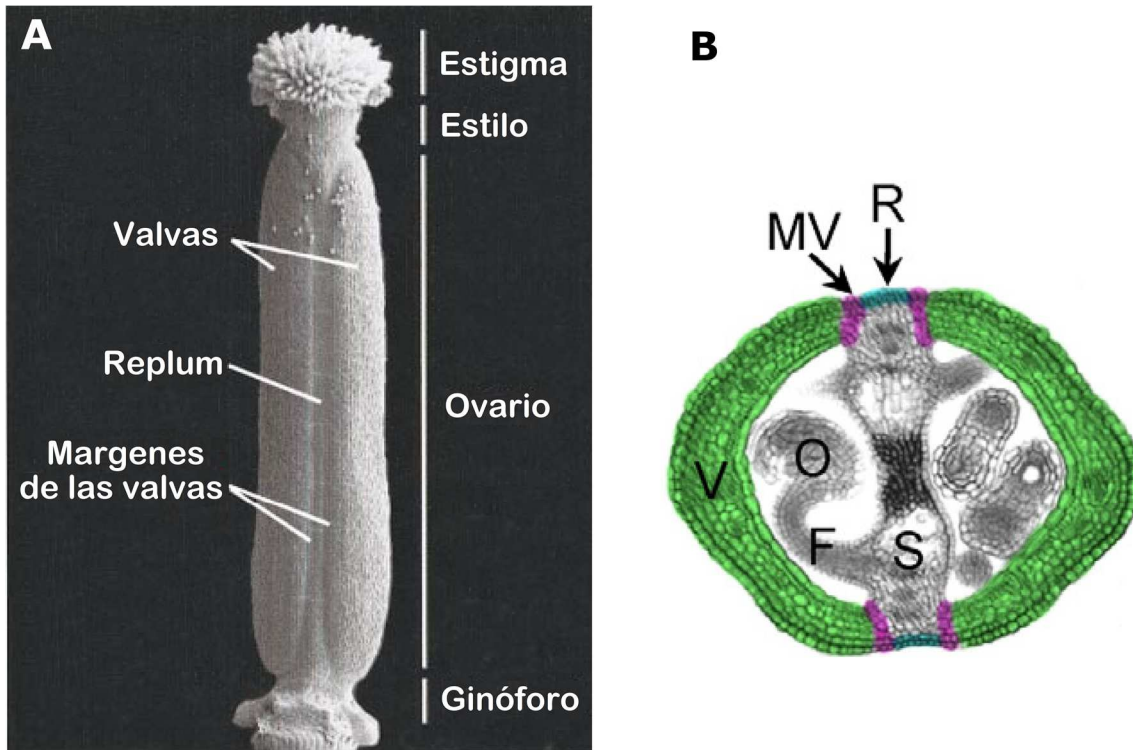 A
Estigma
Estilo
Valvas
Replum
Ovario
Margenes
de las valvas
Ginóforo
B
R
MV
V
O
F
S